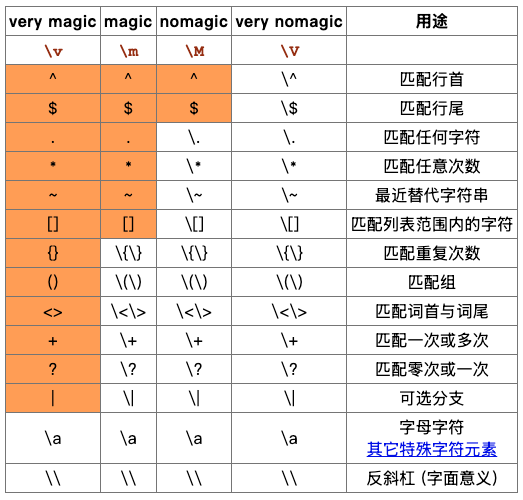 very magic magic nomagic very nomagic 用途
\v \m \M \V
^ ^ ^ \^ 匹配行首
$ $ $ \$ 匹配行尾
. . \. \. 匹配任何字符
* * \* \* 匹配任意次数
~ ~ \~ \~ 最近替代字符串
[] [] \[] \[] 匹配列表范围内的字符
{} \{\} \{\} \{\} 匹配重复次数
() \(\) \(\) \(\) 匹配组
<> \<\> \<\> \<\> 匹配词首与词尾
+ \+ \+ \+ 匹配一次或多次
? \? \? \? 匹配零次或一次
| \| \| \| 可选分支
\a \a \a \a 字母字符
其它特殊字符元素
\\ \\ \\ \\ 反斜杠 (字面意义)